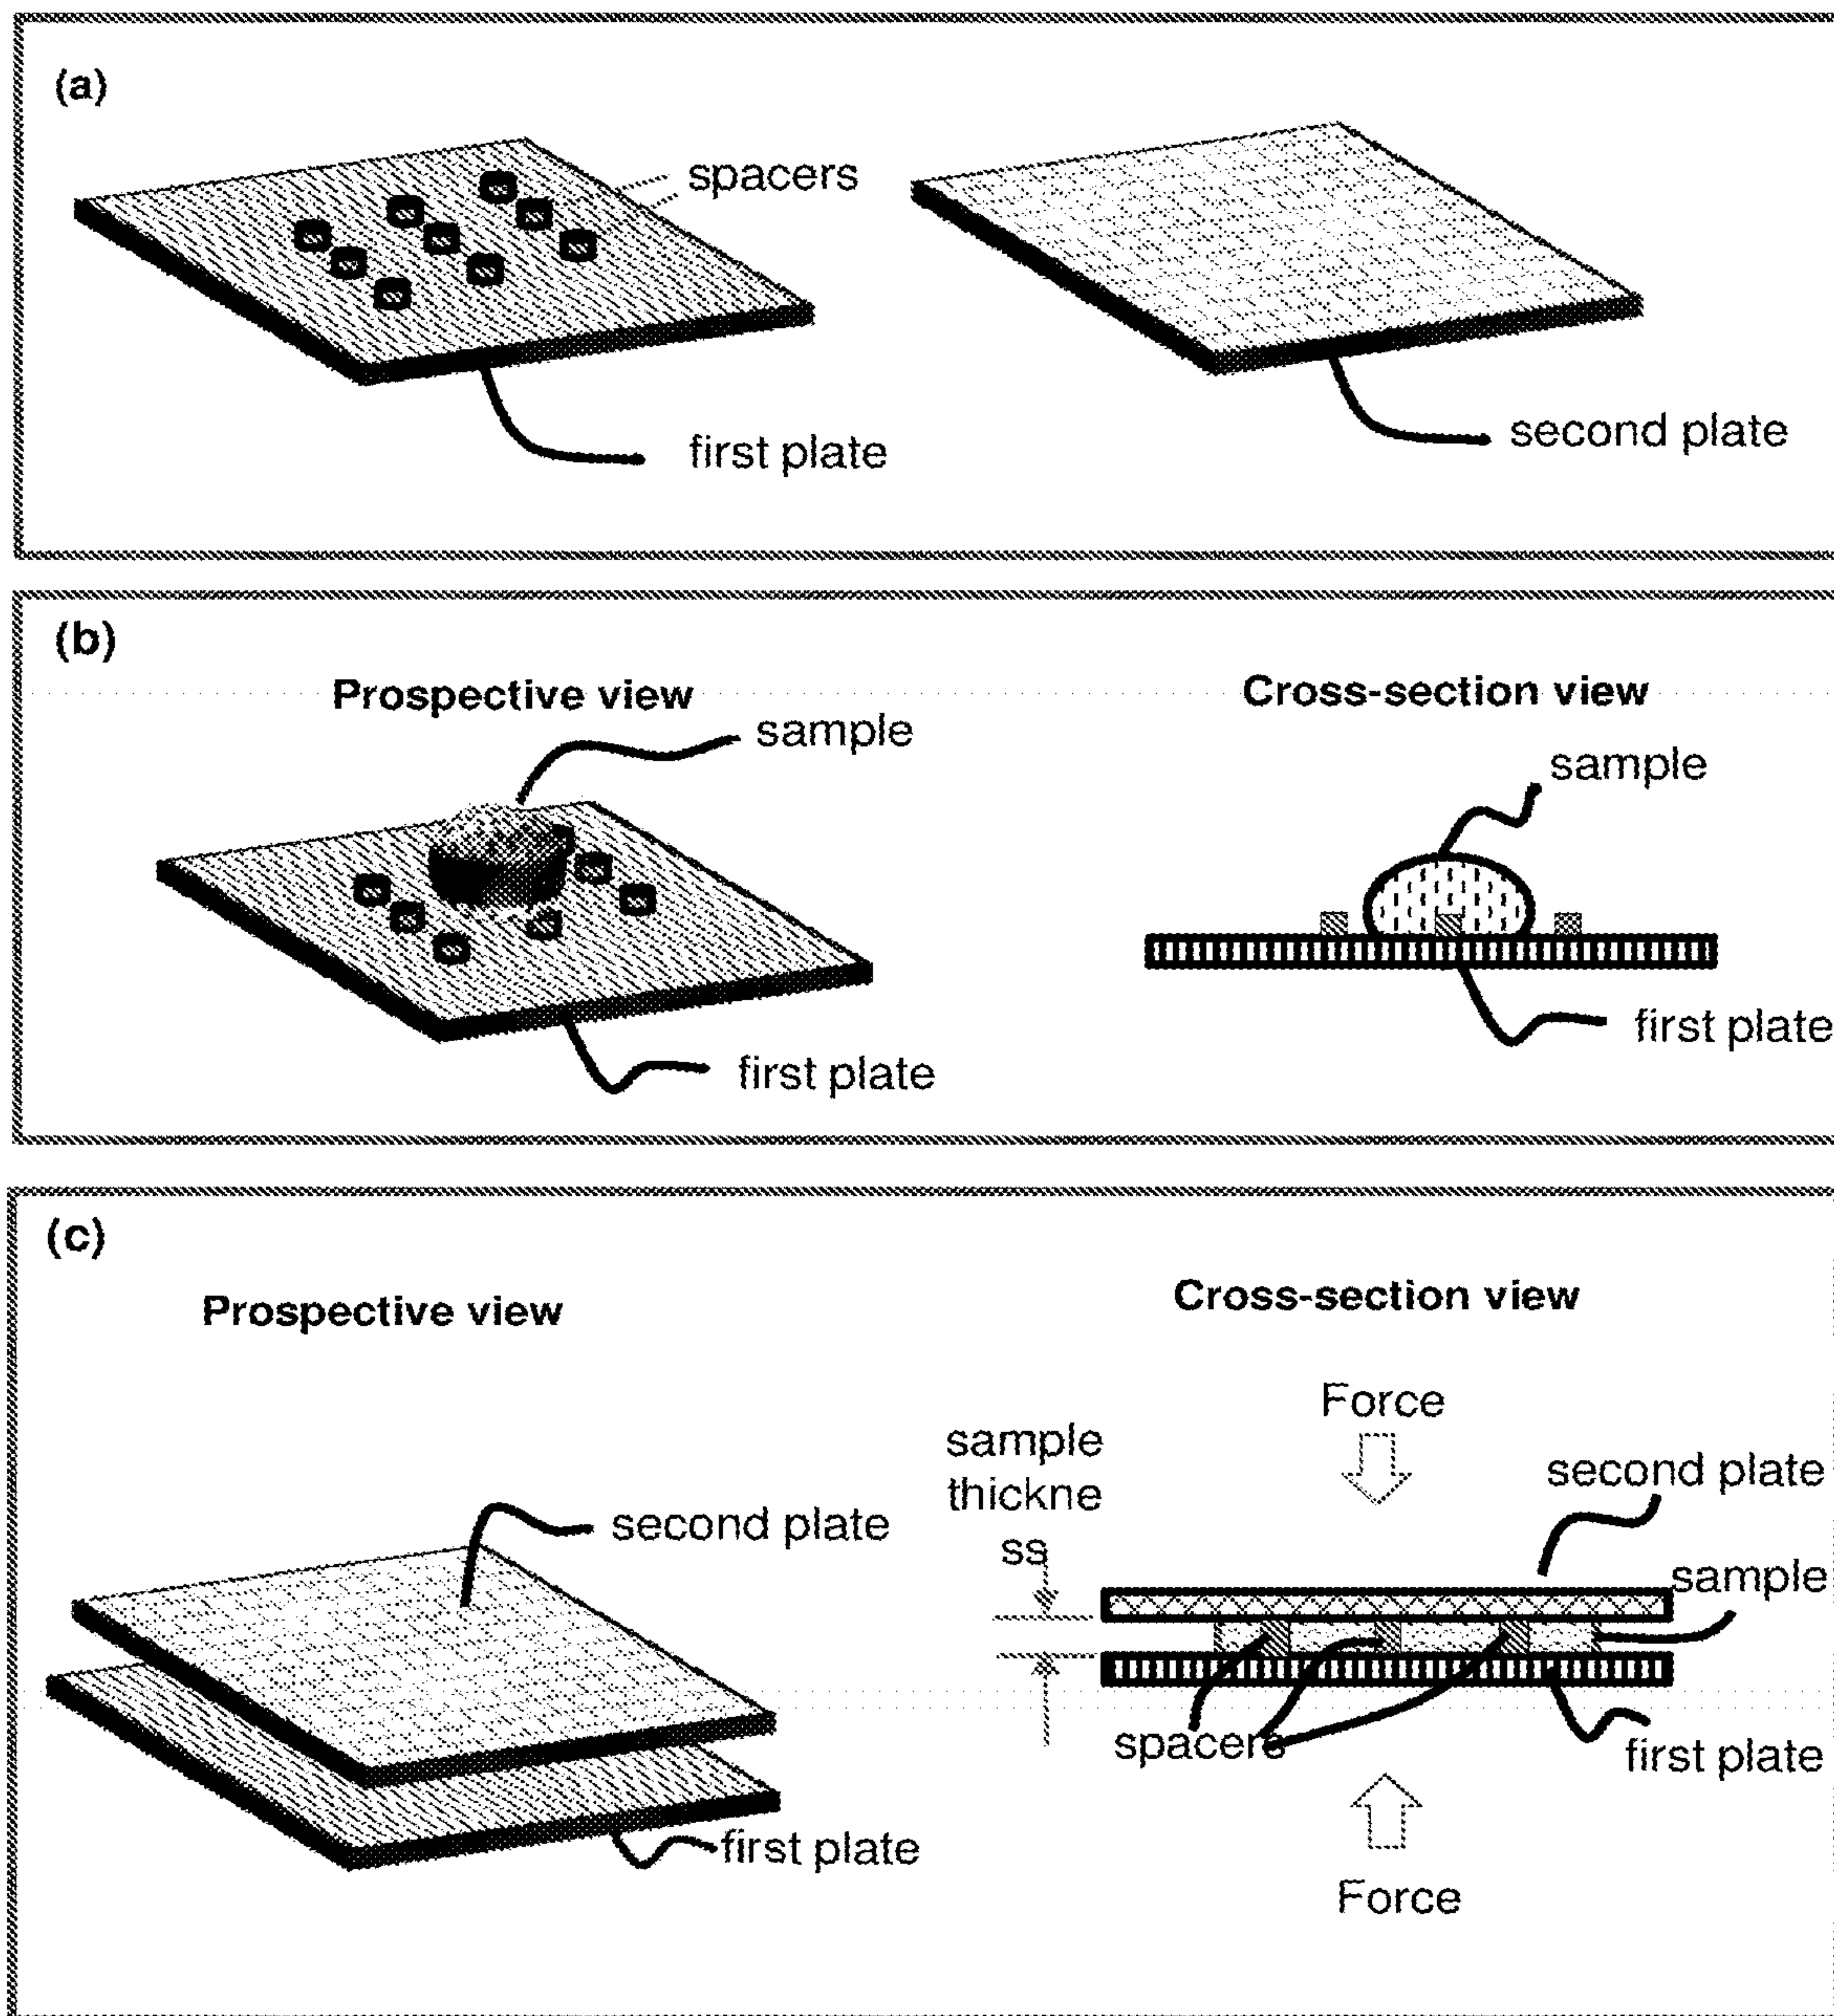 (a)
spacers
first plate
second plate
(b)
Prospective view
Cross-section view
sample
sample
first plate
first plate
(c)
Prospective view
Cross-section view
Force
sample
thickne
ss
second plate
second plate
sample
spacers
first plate
first plate
Force